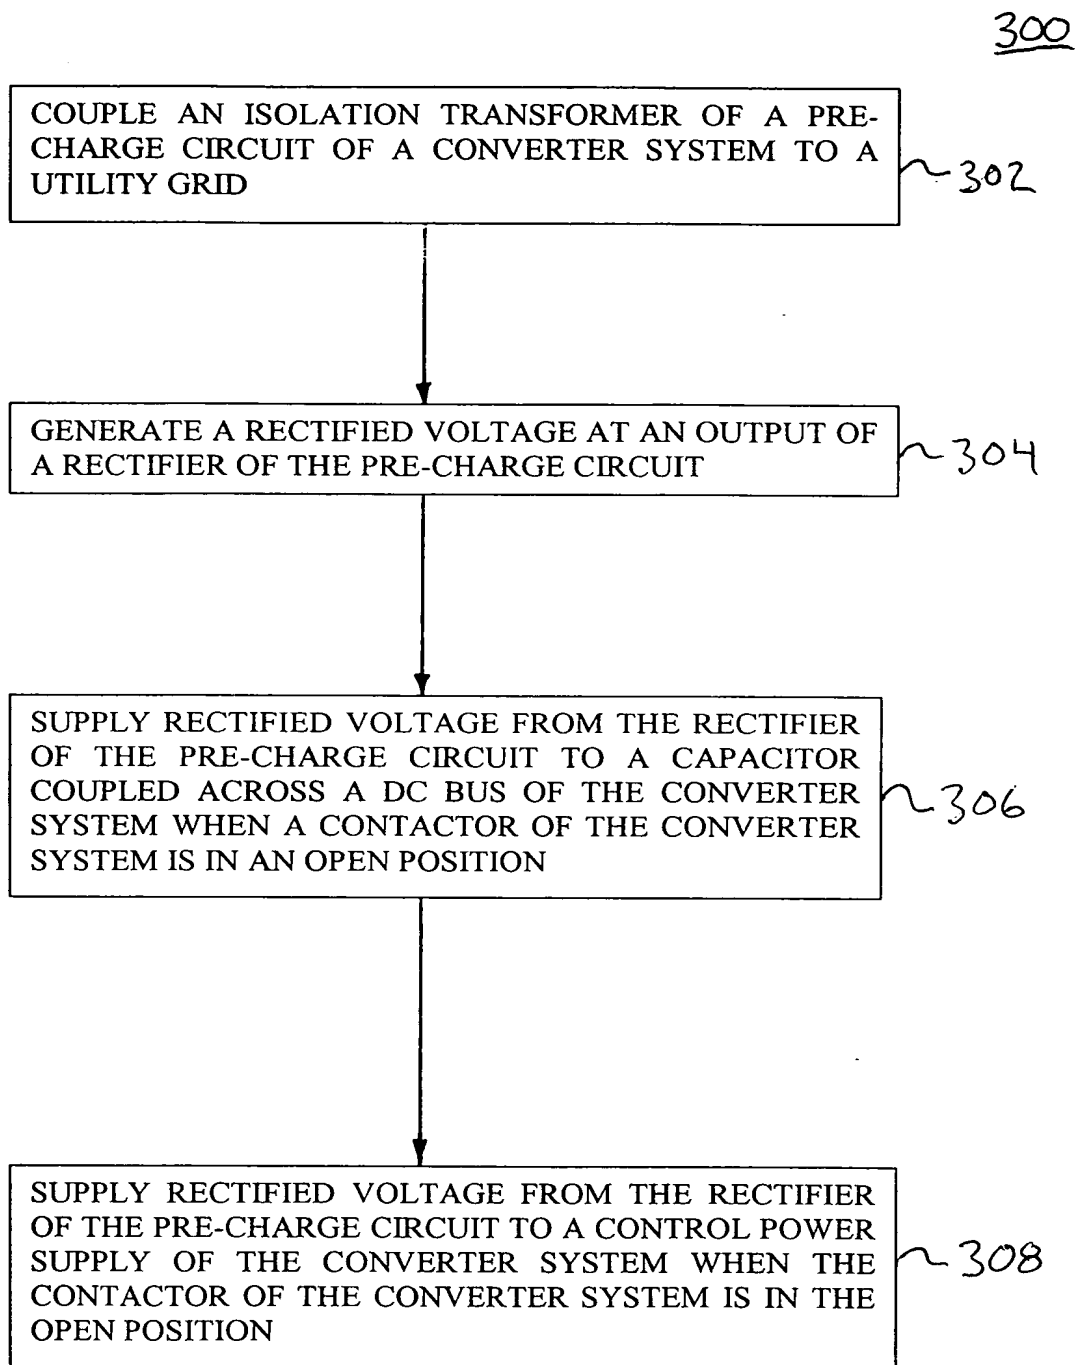 300
COUPLE AN ISOLATION TRANSFORMER OF A PRE-
CHARGE CIRCUIT OF A CONVERTER SYSTEM TO A
UTILITY GRID
302
GENERATE A RECTIFIED VOLTAGE AT AN OUTPUT OF
A RECTIFIER OF THE PRE-CHARGE CIRCUIT
304
SUPPLY RECTIFIED VOLTAGE FROM THE RECTIFIER
OF THE PRE-CHARGE CIRCUIT TO A CAPACITOR
COUPLED ACROSS A DC BUS OF THE CONVERTER
SYSTEM WHEN A CONTACTOR OF THE CONVERTER
SYSTEM IS IN AN OPEN POSITION
306
SUPPLY RECTIFIED VOLTAGE FROM THE RECTIFIER
OF THE PRE-CHARGE CIRCUIT TO A CONTROL POWER
SUPPLY OF THE CONVERTER SYSTEM WHEN THE
CONTACTOR OF THE CONVERTER SYSTEM IS IN THE
OPEN POSITION
308